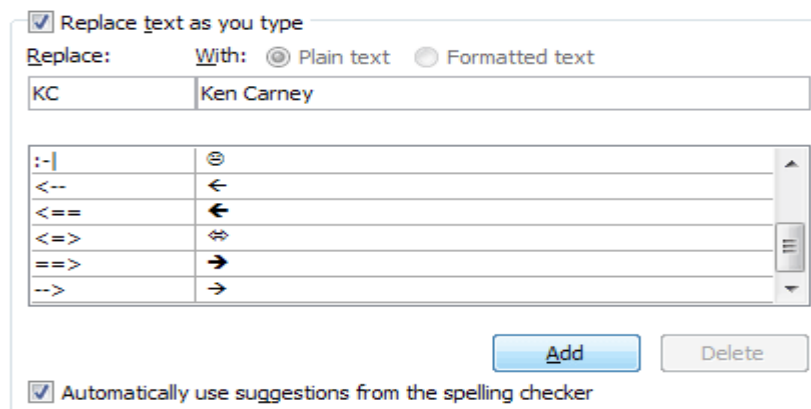 Replace text as you type
Replace: With: Plain text Formatted text
KC Ken Carney
:-| 😐
<-- ←
<== 🡸
<=> ⇔
==> 🡺
--> →
Add Delete
Automatically use suggestions from the spelling checker